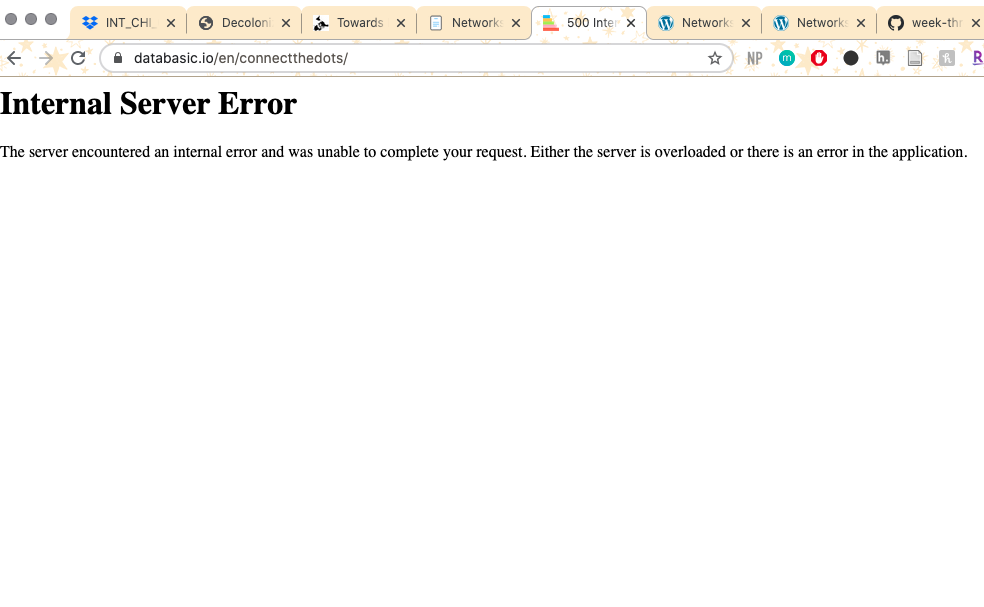 INT_CHI_
Decoloni
Towards
Networks
500 Inter
Networks
Networks
week-thr
databasic.io/en/connectthedots/
NP
m
h.
R
Internal Server Error
The server encountered an internal error and was unable to complete your request. Either the server is overloaded or there is an error in the application.